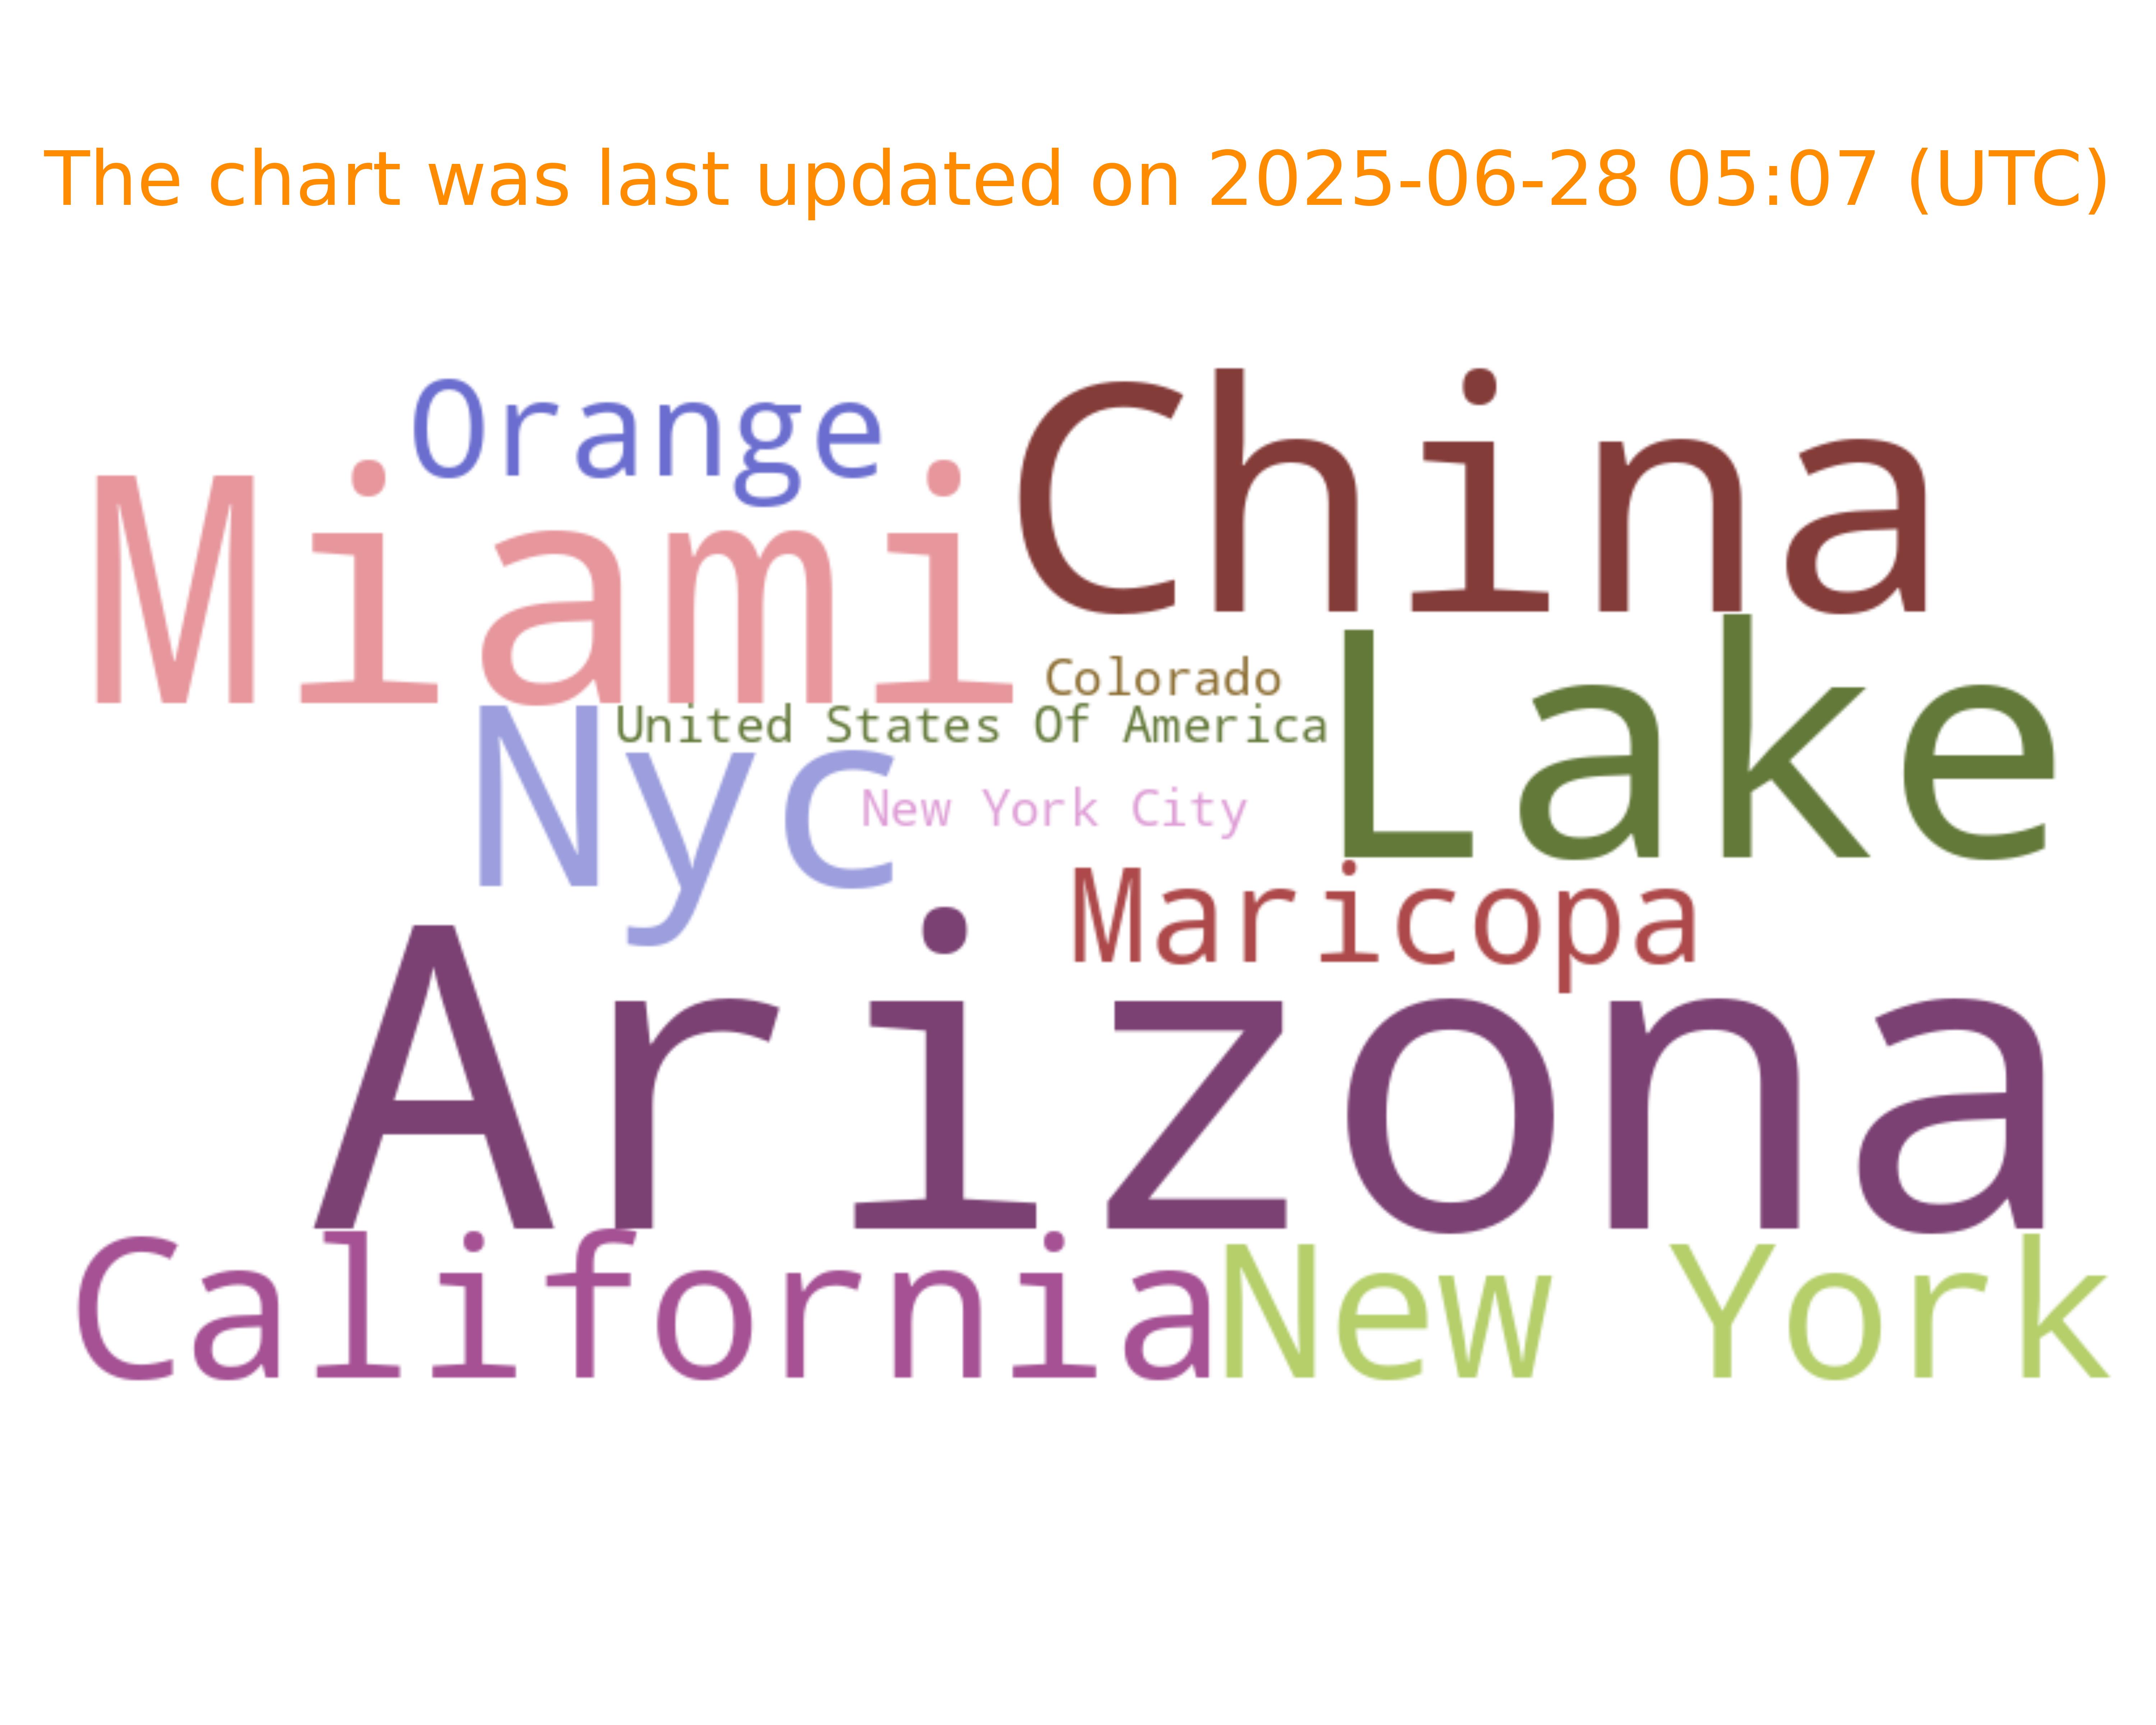 The chart was last updated on 2025-06-28 05:07 (UTC)
Orange
China
Miami
Colorado
United States Of America
Lake
Nyc
New York City
Maricopa
Arizona
California
New York